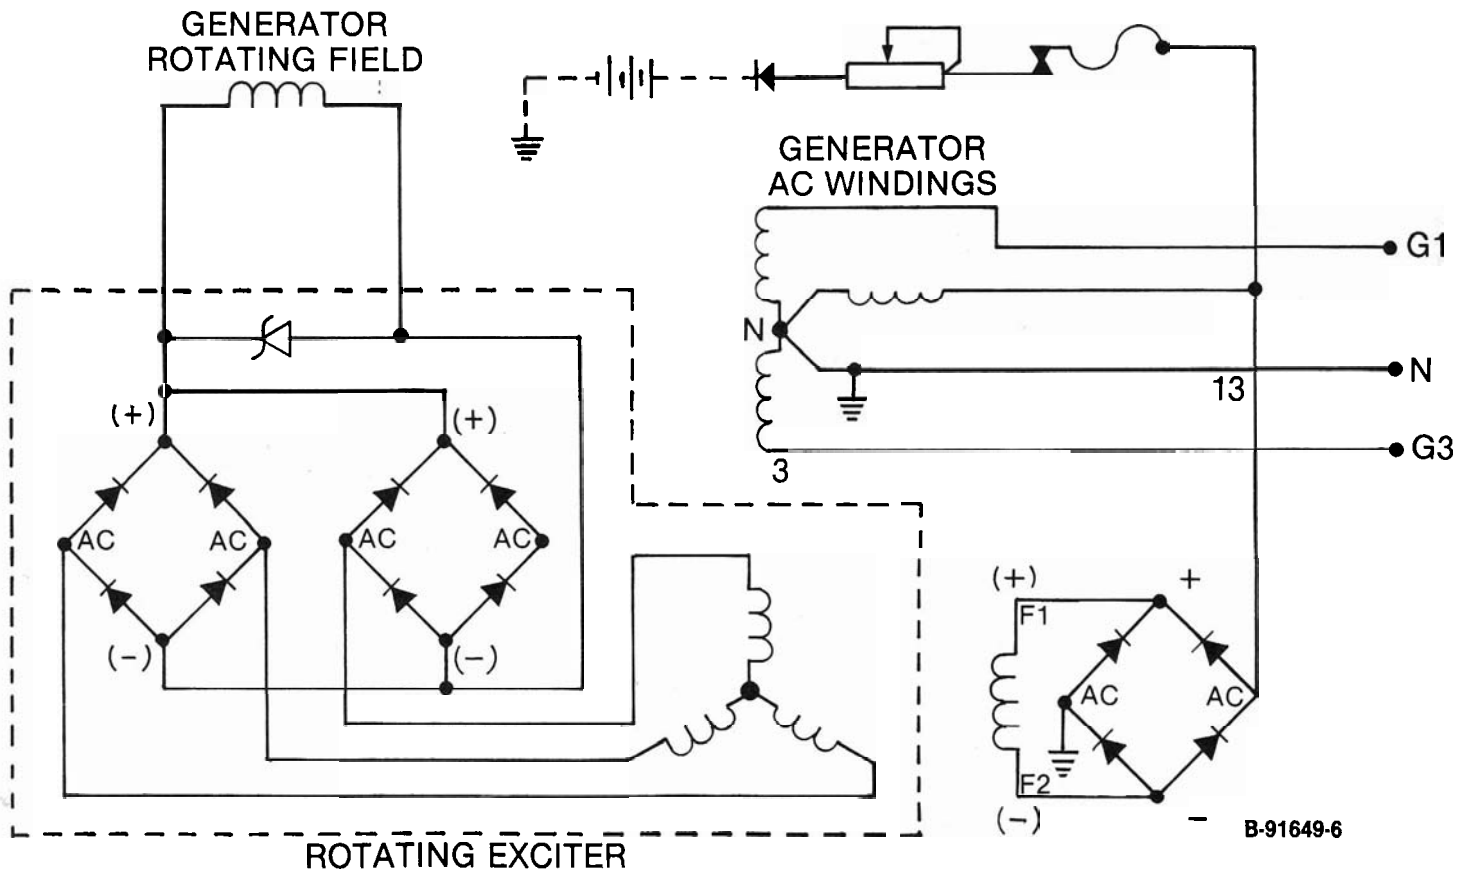 GENERATOR
ROTATING FIELD
GENERATOR
AC WINDINGS
G1
N
N
13
3
G3
(+)
(+)
AC
AC
AC
AC
(-)
(-)
(+)
+
F1
AC
AC
F2
(-)
-
B-91649-6
ROTATING EXCITER